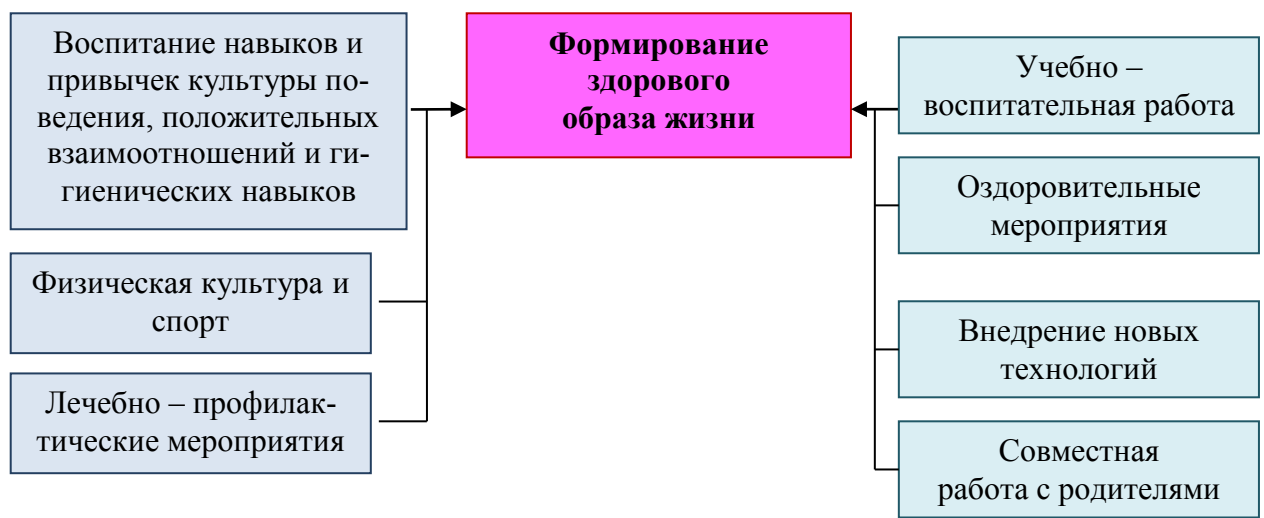 Воспитание навыков и
привычек культуры по-
ведения, положительных
взаимоотношений и ги-
гиенических навыков
Физическая культура и
спорт
Лечебно – профилак-
тические мероприятия
Формирование
здорового
образа жизни
Учебно –
воспитательная работа
Оздоровительные
мероприятия
Внедрение новых
технологий
Совместная
работа с родителями